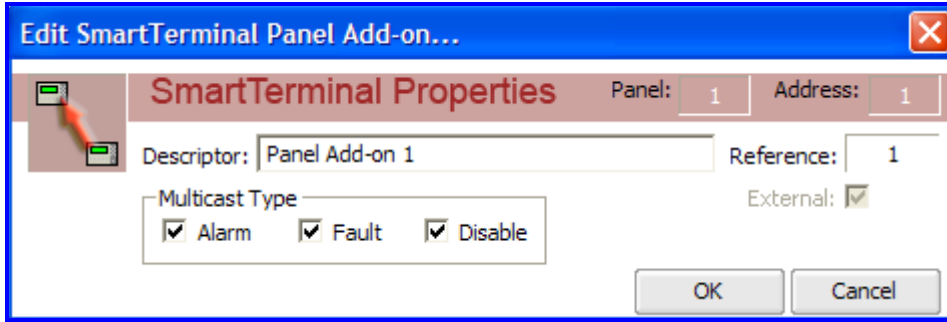 Edit SmartTerminal Panel Add-on...
SmartTerminal Properties Panel: 1 Address: 1
Descriptor: Panel Add-on 1 Reference: 1
Multicast Type External:
Alarm Fault Disable
OK Cancel